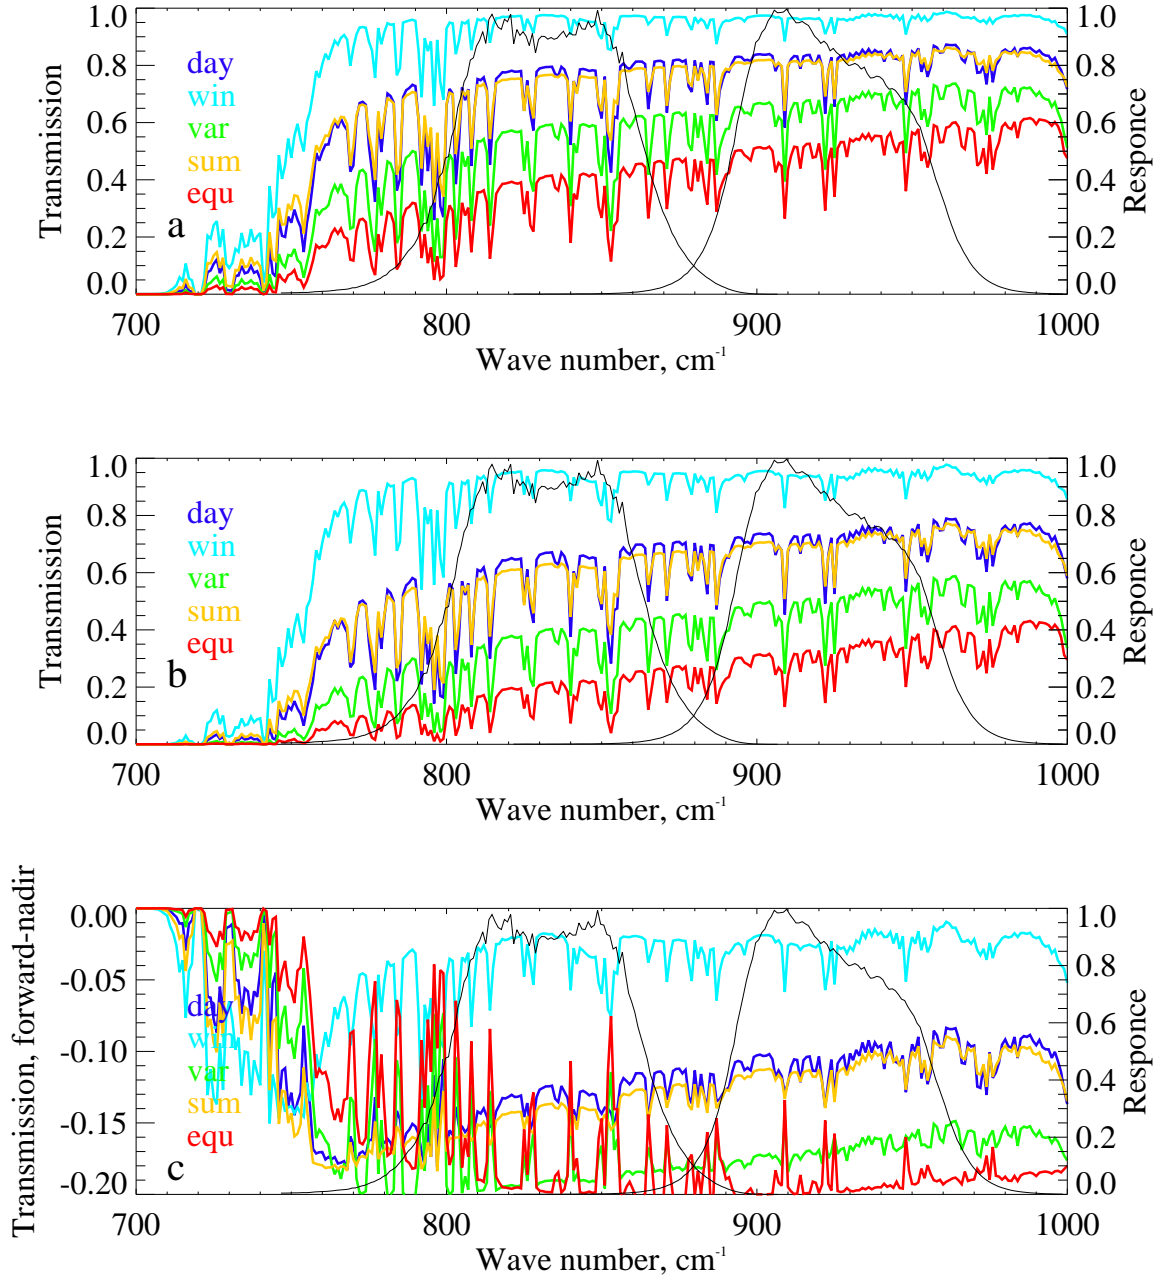 1.0 1.0
0.8 0.8
0.6 0.6
0.4 0.4
0.2 0.2
0.0 0.0
Transmission
Responce
day
win
var
sum
equ
a
700 800 900 1000
Wave number, cm-1
1.0 1.0
0.8 0.8
0.6 0.6
0.4 0.4
0.2 0.2
0.0 0.0
Transmission
Responce
day
win
var
sum
equ
b
700 800 900 1000
Wave number, cm-1
0.00 1.0
-0.05 0.8
-0.10 0.6
-0.15 0.4
-0.20 0.2
0.0
Transmission, forward-nadir
Responce
day
win
var
sum
equ
c
700 800 900 1000
Wave number, cm-1